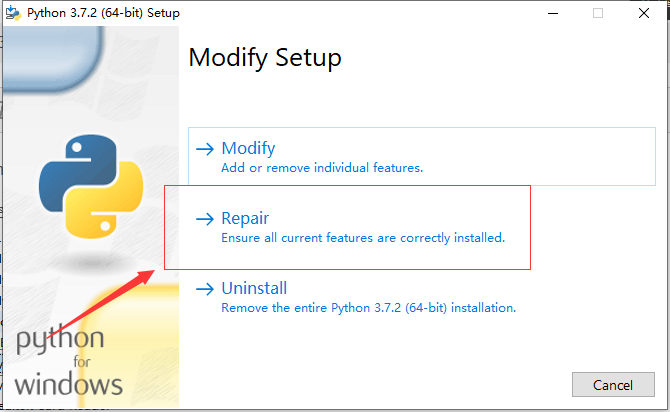 Python 3.7.2 (64-bit) Setup
Modify Setup
Modify
Add or remove individual features.
Repair
Ensure all current features are correctly installed.
Uninstall
Remove the entire Python 3.7.2 (64-bit) installation.
python
for
windows
Cancel